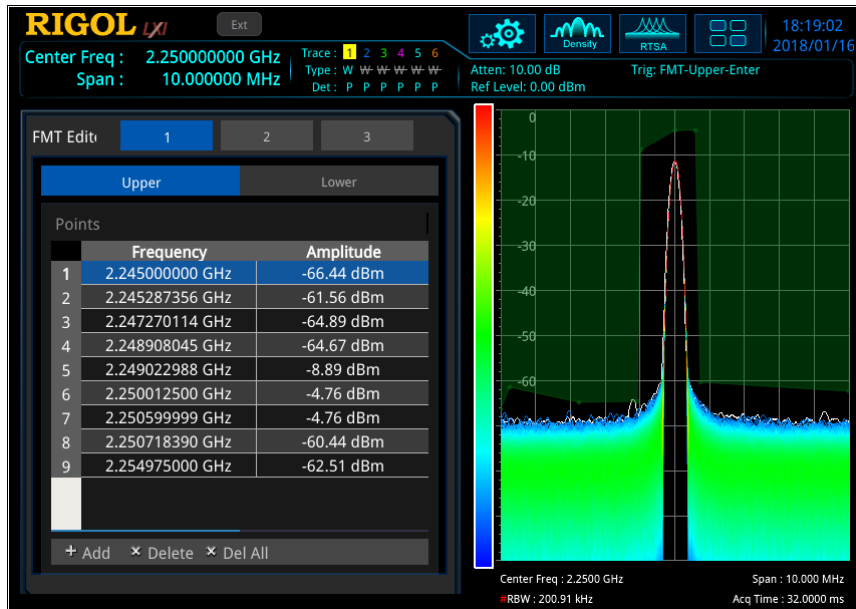 RIGOL LXI Ext
Center Freq : 2.250000000 GHz
Span : 10.000000 MHz
Trace : 1 2 3 4 5 6
Type : W W W W W W
Det : P P P P P P
Density
RTSA
18:19:02
2018/01/16
Atten: 10.00 dB Trig: FMT-Upper-Enter
Ref Level: 0.00 dBm
FMT Edit 1 2 3
Upper Lower
Points
Frequency Amplitude
1 2.245000000 GHz -66.44 dBm
2 2.245287356 GHz -61.56 dBm
3 2.247270114 GHz -64.89 dBm
4 2.248908045 GHz -64.67 dBm
5 2.249022988 GHz -8.89 dBm
6 2.250012500 GHz -4.76 dBm
7 2.250599999 GHz -4.76 dBm
8 2.250718390 GHz -60.44 dBm
9 2.254975000 GHz -62.51 dBm
+ Add × Delete × Del All
0
-10
-20
-30
-40
-50
-60
Center Freq : 2.2500 GHz Span : 10.000 MHz
#RBW : 200.91 kHz Acq Time : 32.0000 ms